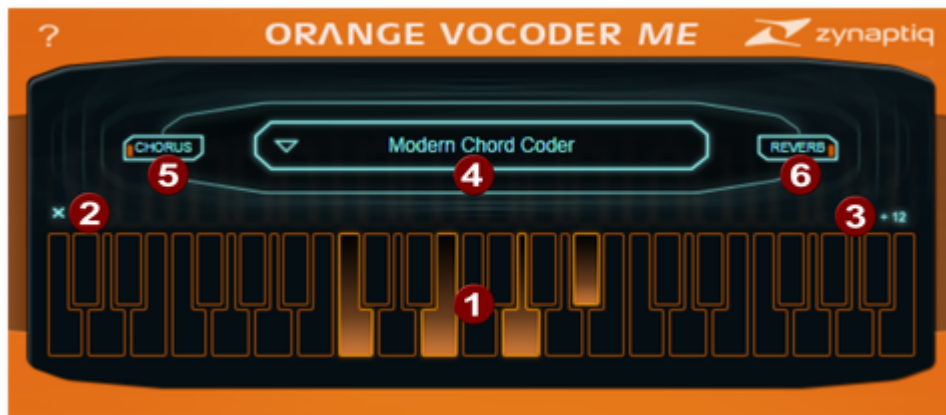 ? ORANGE VOCODER ME zynaptiq
CHORUS Modern Chord Coder REVERB
5 4 6
× 2 3 + 12
1